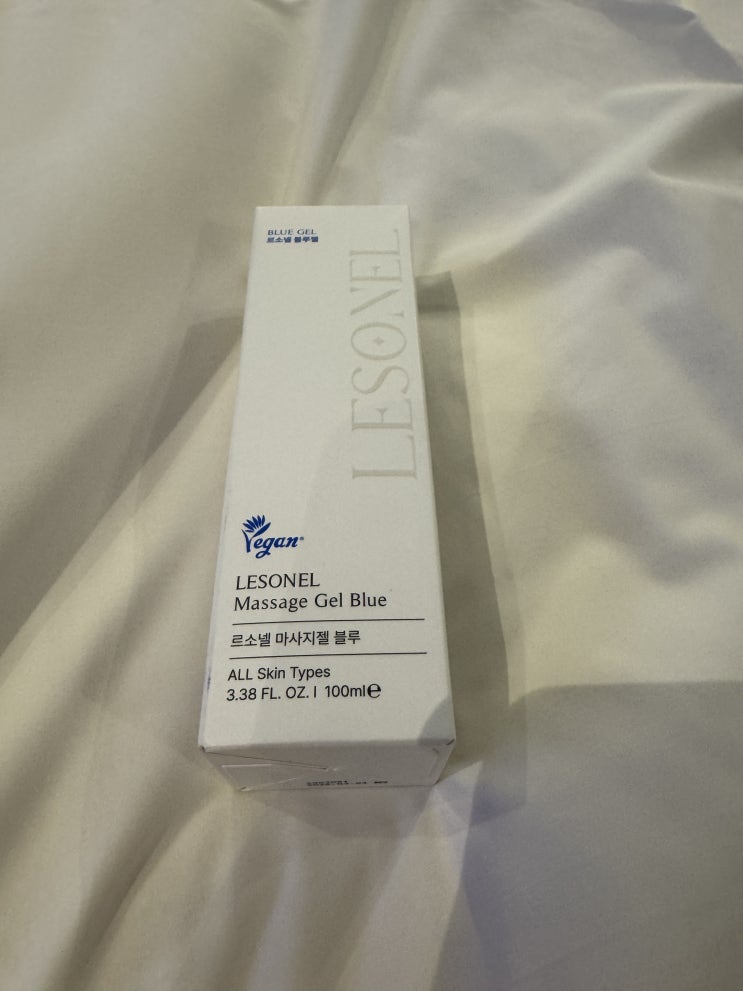 BLUE GEL
르소넬 블루젤
LESONEL
Vegan®
LESONEL
Massage Gel Blue
르소넬 마사지젤 블루
ALL Skin Types
3.38 FL. OZ. | 100ml℮